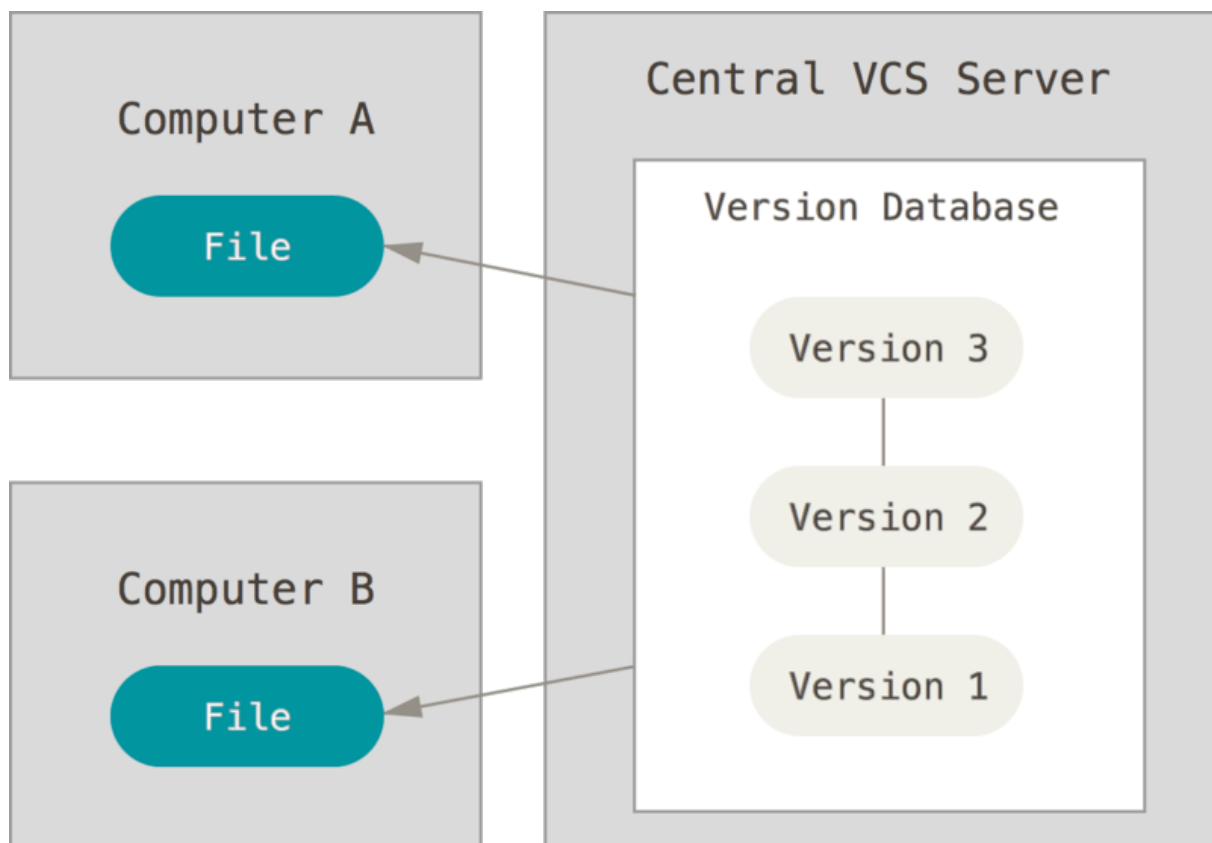 Computer A
File
Computer B
File
Central VCS Server
Version Database
Version 3
Version 2
Version 1